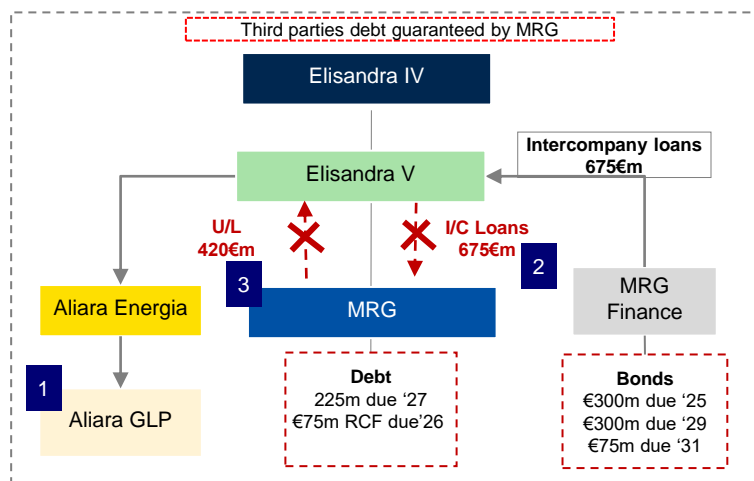 Third parties debt guaranteed by MRG
Elisandra IV
Intercompany loans
675€m
Elisandra V
U/L
420€m
I/C Loans
675€m
2
3
Aliara Energia
MRG
MRG
Finance
1
Aliara GLP
Debt
225m due ‘27
€75m RCF due’26
Bonds
€300m due ‘25
€300m due ‘29
€75m due ‘31